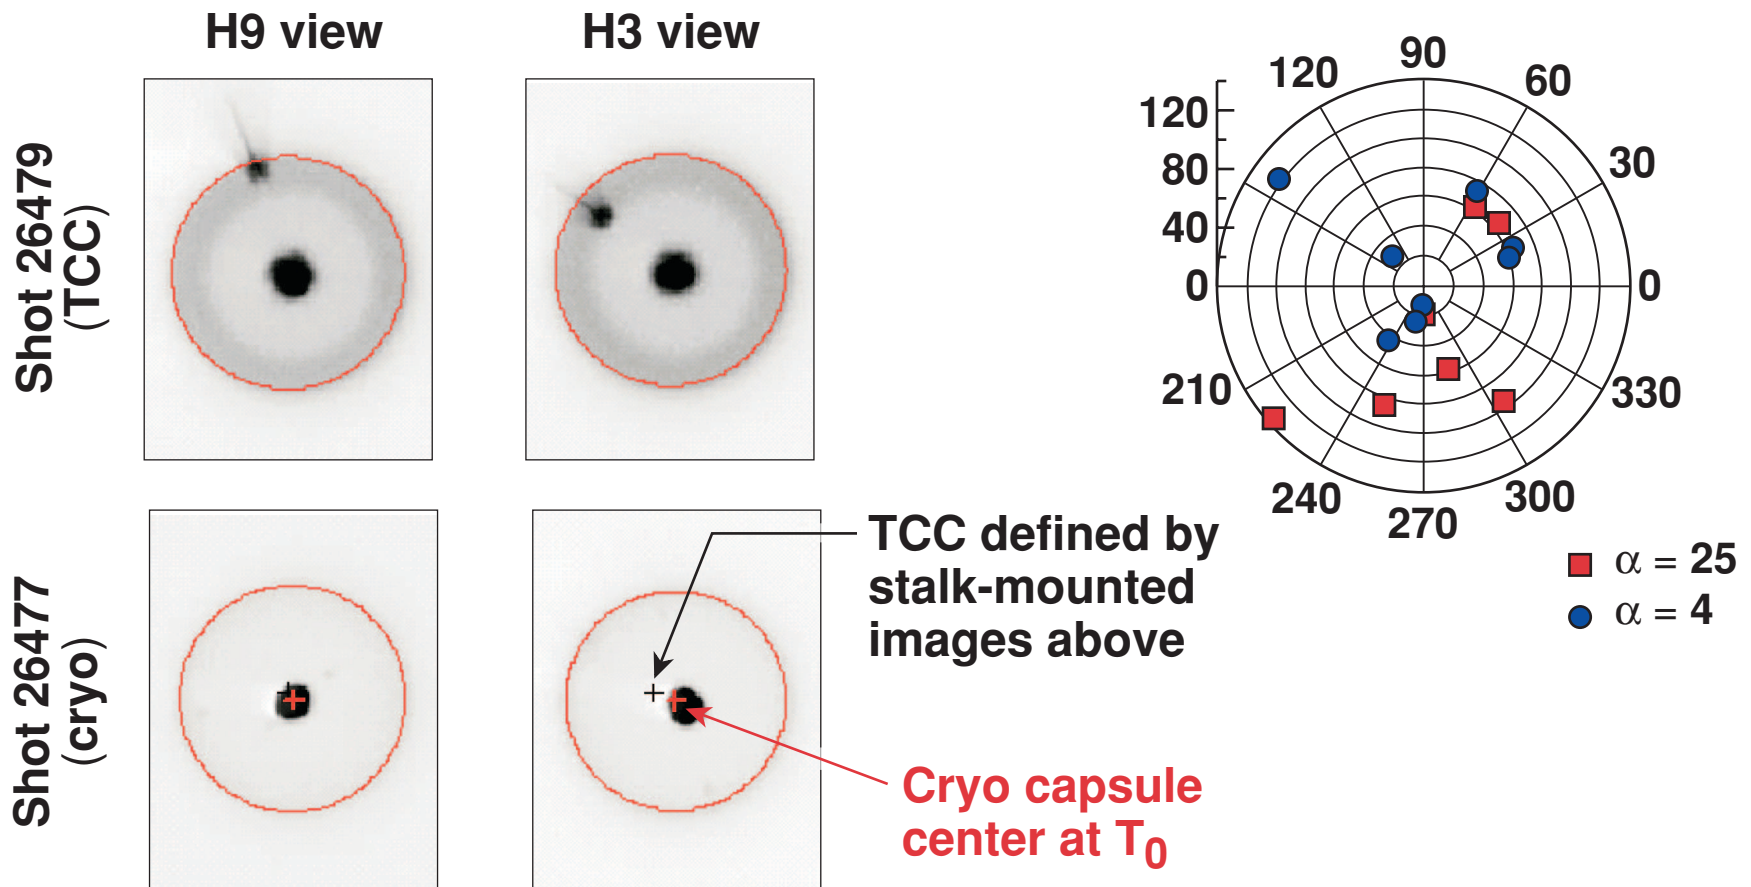 H9 view
H3 view
Shot 26479
(TCC)
Shot 26477
(cryo)
TCC defined by
stalk-mounted
images above
Cryo capsule
center at T0
90
120
60
30
0
330
300
270
240
210
120
80
40
0
α = 25
α = 4